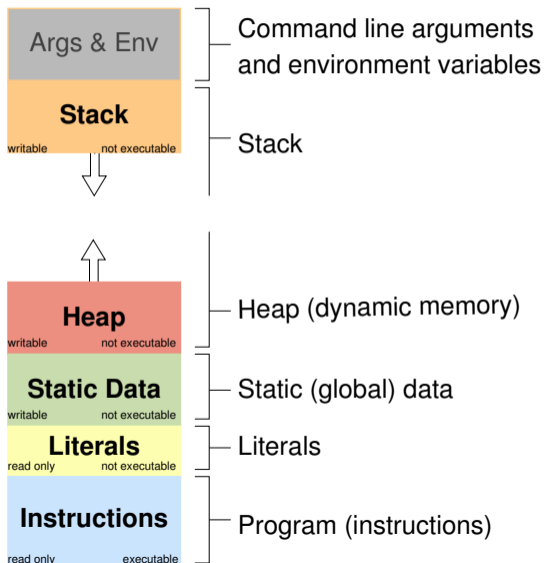 Args & Env
Command line arguments
and environment variables
Stack
writable not executable
Stack
Heap
writable not executable
Heap (dynamic memory)
Static Data
writable not executable
Static (global) data
Literals
read only not executable
Literals
Instructions
read only executable
Program (instructions)